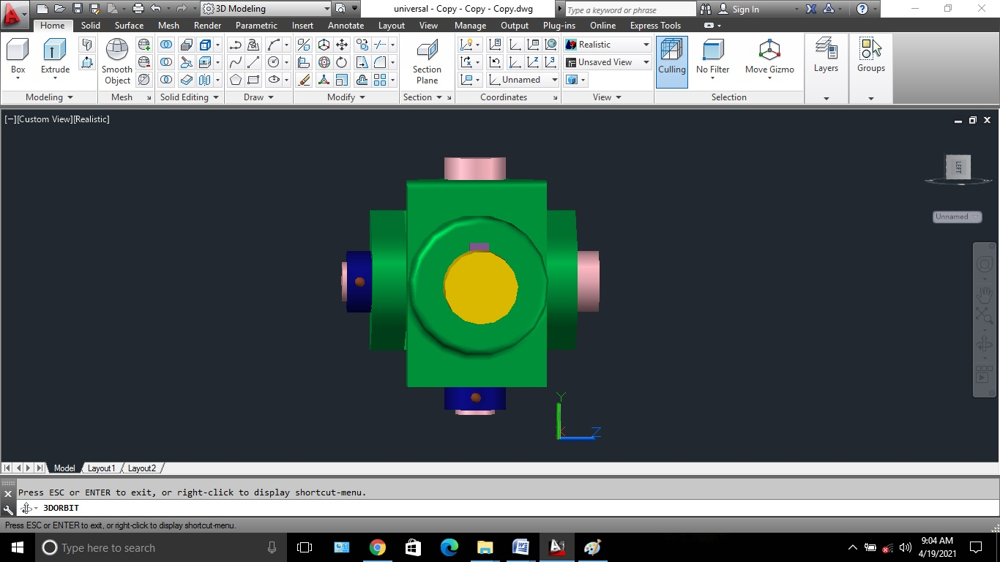 3D Modeling
universal - Copy - Copy - Copy.dwg
Type a keyword or phrase
Sign In
Home Solid Surface Mesh Render Parametric Insert Annotate Layout View Manage Output Plug-ins Online Express Tools
Box
Extrude
Smooth
Object
Section
Plane
Realistic
Unsaved View
Unnamed
Culling
No Filter
Move Gizmo
Layers
Groups
Modeling
Mesh
Solid Editing
Draw
Modify
Section
Coordinates
View
Selection
[−][Custom View][Realistic]
LEFT
Unnamed
Y
X
Z
Model Layout1 Layout2
Press ESC or ENTER to exit, or right-click to display shortcut-menu.
3DORBIT
Press ESC or ENTER to exit, or right-click to display shortcut-menu.
Type here to search
9:04 AM
4/19/2021